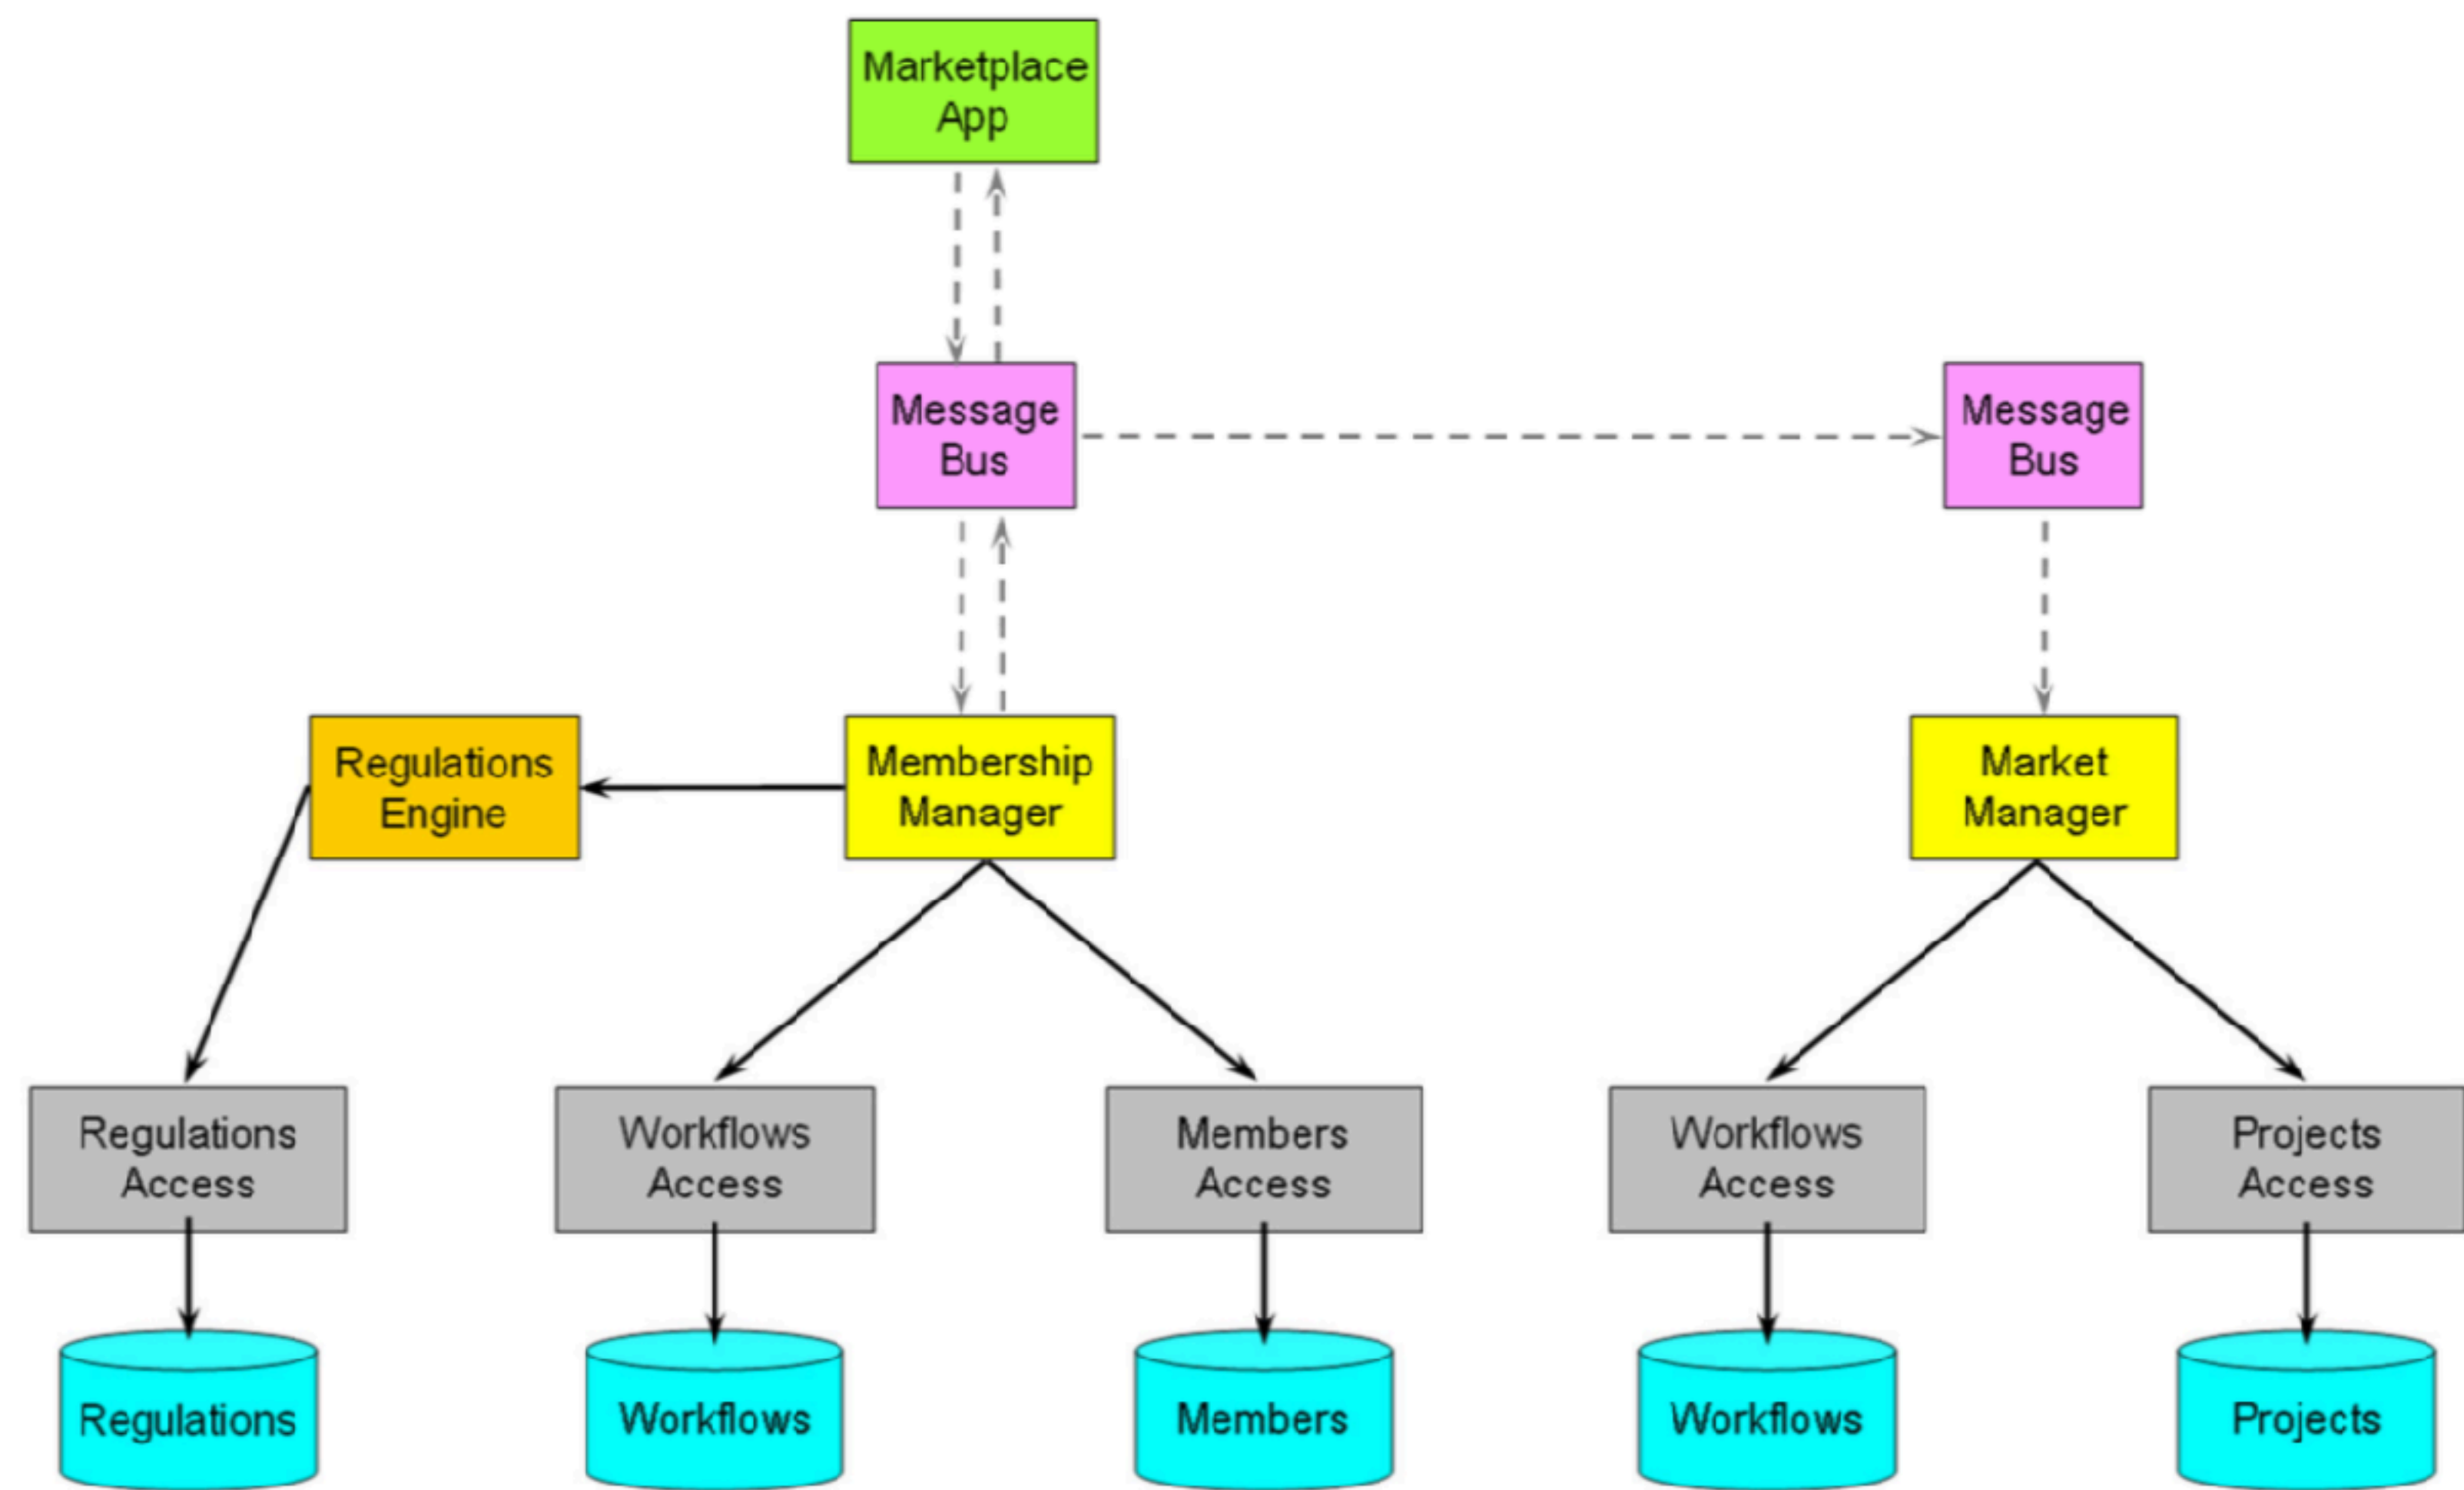 Marketplace
App
Message
Bus
Message
Bus
Regulations
Engine
Membership
Manager
Market
Manager
Regulations
Access
Workflows
Access
Members
Access
Workflows
Access
Projects
Access
Regulations
Workflows
Members
Workflows
Projects